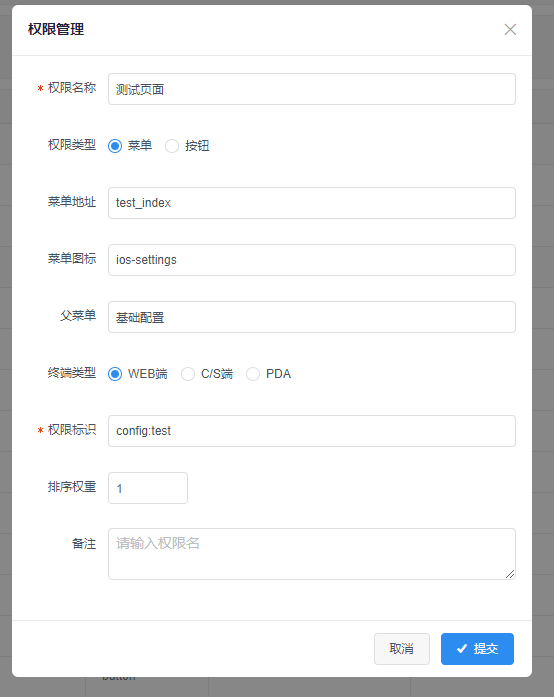 权限管理
* 权限名称 测试页面
权限类型 菜单 按钮
菜单地址 test_index
菜单图标 ios-settings
父菜单 基础配置
终端类型 WEB端 C/S端 PDA
* 权限标识 config:test
排序权重 1
备注 请输入权限名
取消 提交
button